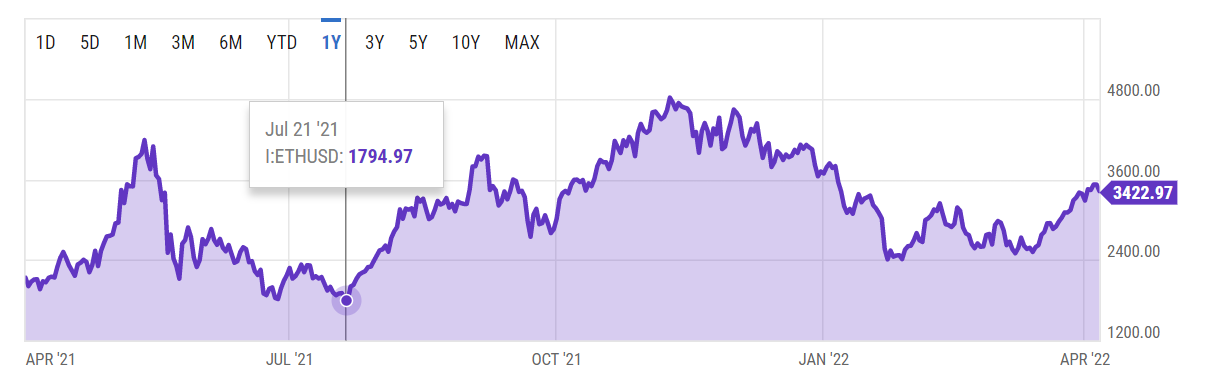 1D 5D 1M 3M 6M YTD 1Y 3Y 5Y 10Y MAX
4800.00
Jul 21 '21
I:ETHUSD: 1794.97
3600.00
3422.97
2400.00
1200.00
APR '21 JUL '21 OCT '21 JAN '22 APR '22